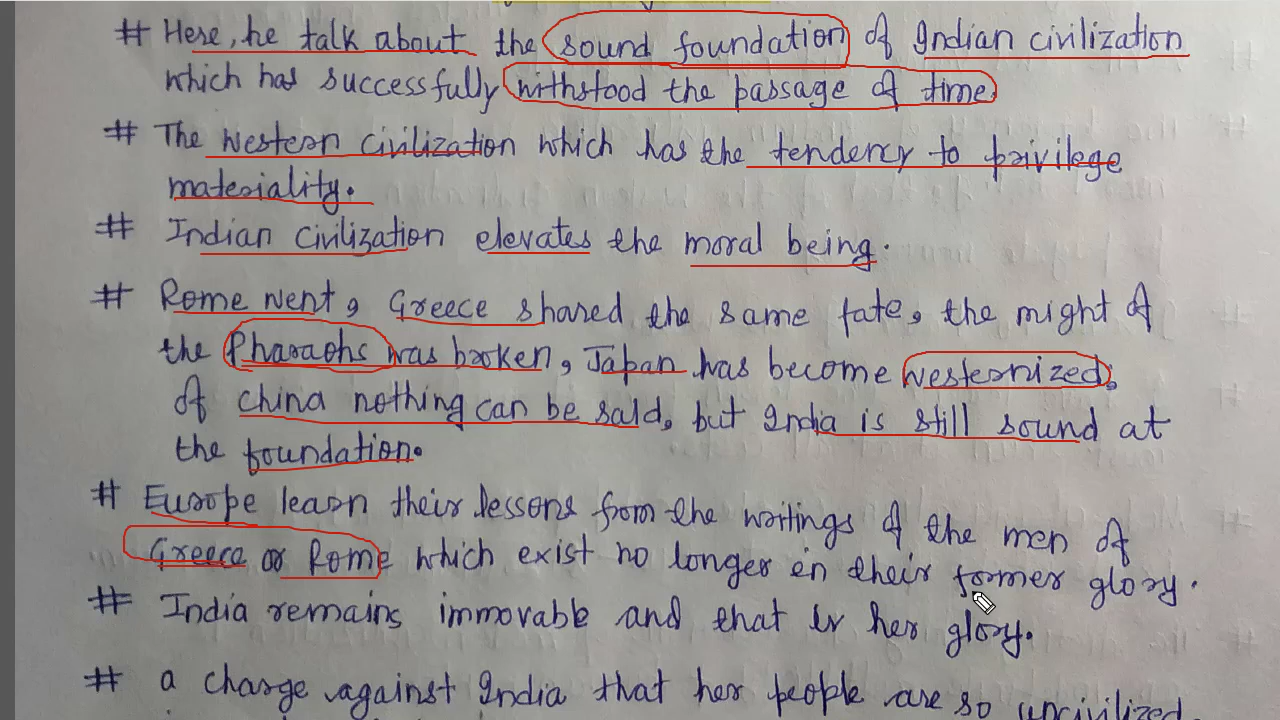 # Here, he talk about the sound foundation of Indian civilization
which has successfully withstood the passage of time.
# The western civilization which has the tendency to privilege
materiality.
# Indian civilization elevates the moral being.
# Rome went, Greece shared the same fate, the might of
the Pharaohs was broken, Japan has become westernized,
of china nothing can be said, but India is still sound at
the foundation.
# Europe learn their lessons from the writings of the men of
Greece or Rome which exist no longer in their former glory.
# India remains immovable and that is her glory.
# a charge against India that her people are so uncivilized,